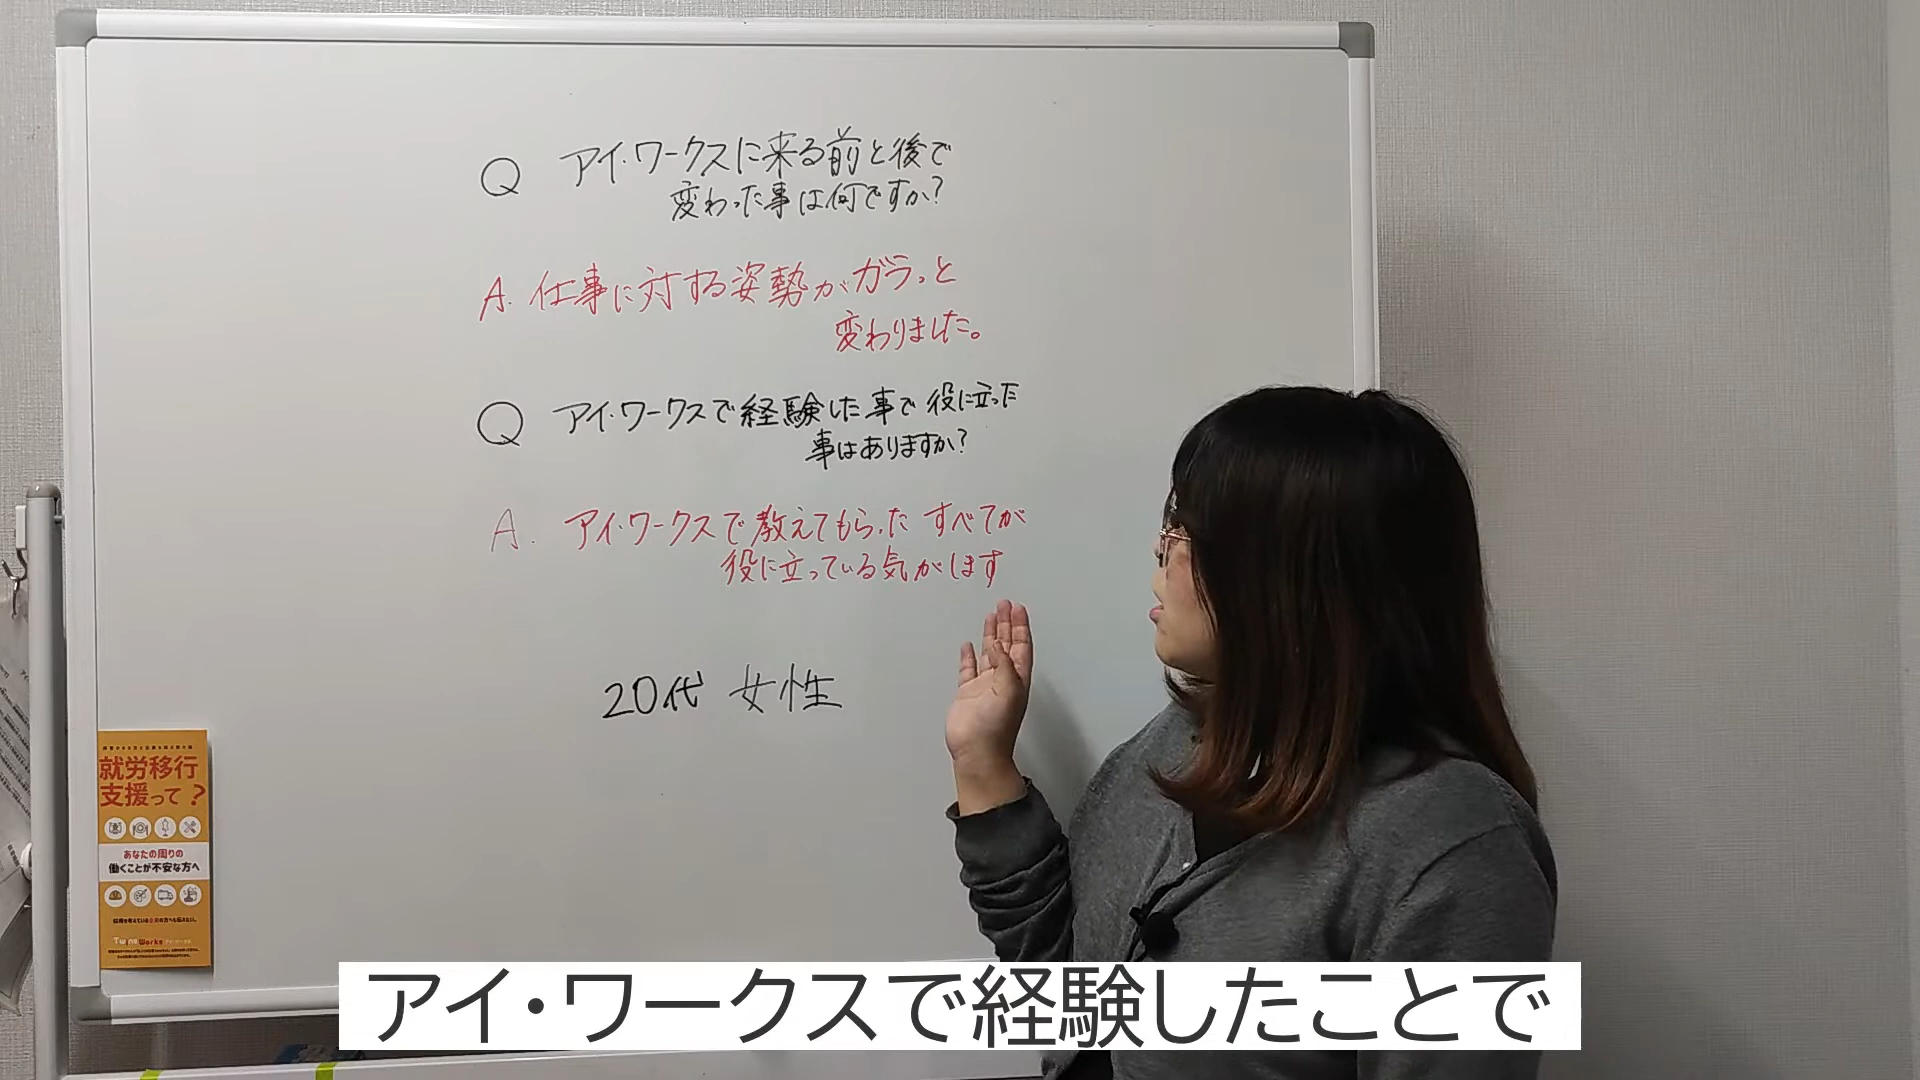 Q アイ・ワークスに来る前と後で
変わった事は何ですか?
A. 仕事に対する姿勢がガラっと
変わりました。
Q アイ・ワークスで経験した事で役に立った
事はありますか?
A. アイ・ワークスで教えてもらった すべてが
役に立っている気がします
20代 女性
就労移行
支援って?
あなたの周りの
働くことが不安な方へ
アイ・ワークスで経験したことで